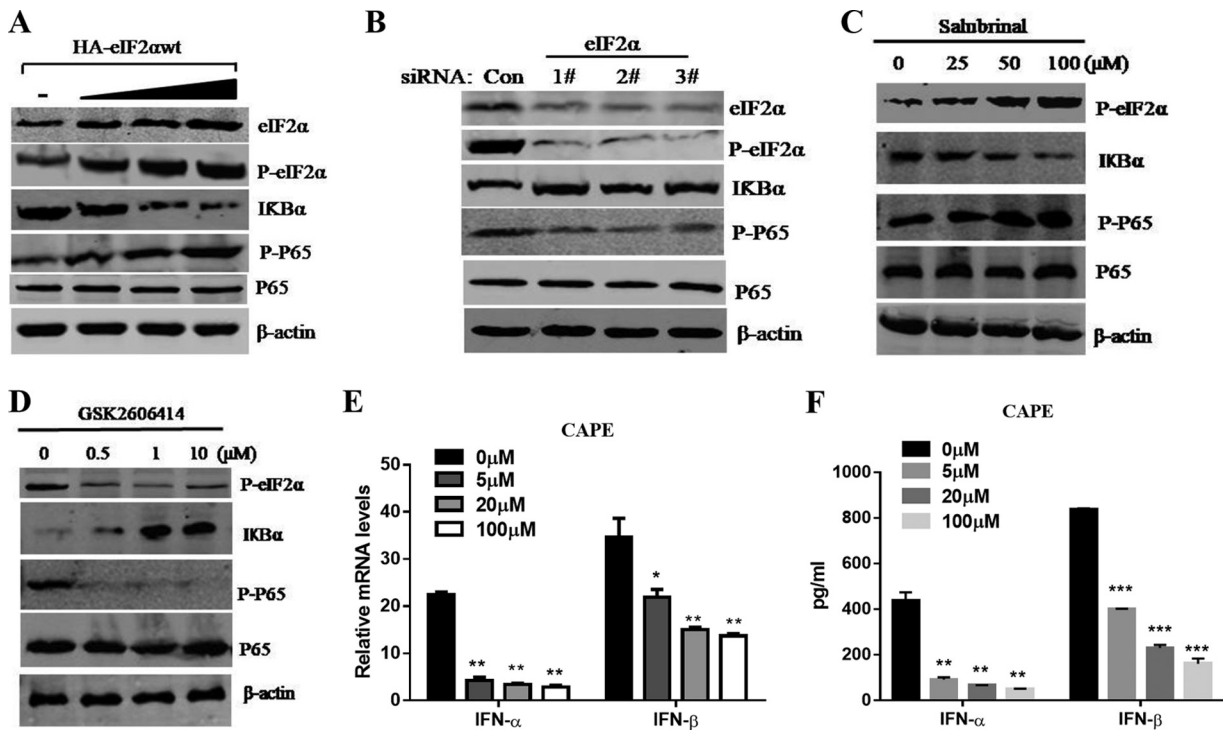 A
HA-eIF2αwt
-
eIF2α
P-eIF2α
IKBα
P-P65
P65
β-actin
B
eIF2α
siRNA: Con 1# 2# 3#
eIF2α
P-eIF2α
IKBα
P-P65
P65
β-actin
C
Salubrinal
0 25 50 100 (μM)
P-eIF2α
IKBα
P-P65
P65
β-actin
D
GSK2606414
0 0.5 1 10 (μM)
P-eIF2α
IKBα
P-P65
P65
β-actin
E
CAPE
0μM
5μM
20μM
100μM
Relative mRNA levels
50
40
30
20
10
0
** ** **
* ** **
IFN-α IFN-β
F
CAPE
0μM
5μM
20μM
100μM
pg/ml
1000
800
600
400
200
0
** ** **
*** *** ***
IFN-α IFN-β